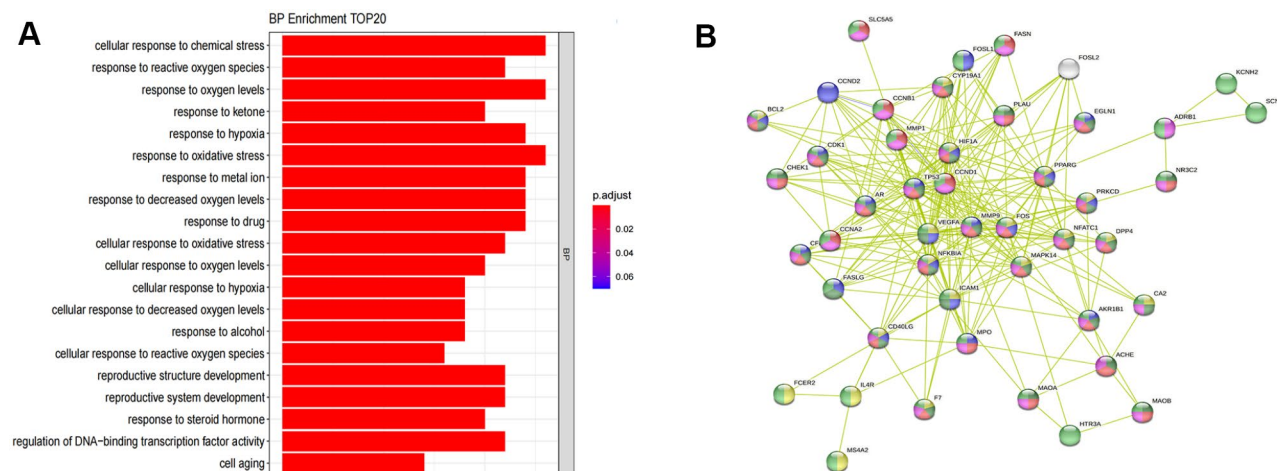 A
BP Enrichment TOP20
cellular response to chemical stress
response to reactive oxygen species
response to oxygen levels
response to ketone
response to hypoxia
response to oxidative stress
response to metal ion
response to decreased oxygen levels
response to drug
cellular response to oxidative stress
cellular response to oxygen levels
cellular response to hypoxia
cellular response to decreased oxygen levels
response to alcohol
cellular response to reactive oxygen species
reproductive structure development
reproductive system development
response to steroid hormone
regulation of DNA−binding transcription factor activity
cell aging
BP
p.adjust
0.02
0.04
0.06
B
SLC5A5
FASN
FOSL1
FOSL2
CYP19A1
KCNH2
CCND2
SCN
CCNB1
PLAU
BCL2
EGLN1
ADRB1
MMP1
HIF1A
CDK1
CHEK1
TP53
CCND1
PPARG
NR3C2
AR
PRKCD
VEGFA
MMP9
FOS
CCNA2
NFATC1
DPP4
CF
NFKBIA
MAPK14
FASLG
ICAM1
CA2
AKR1B1
CD40LG
MPO
ACHE
FCER2
IL4R
F7
MAOA
MAOB
HTR3A
MS4A2